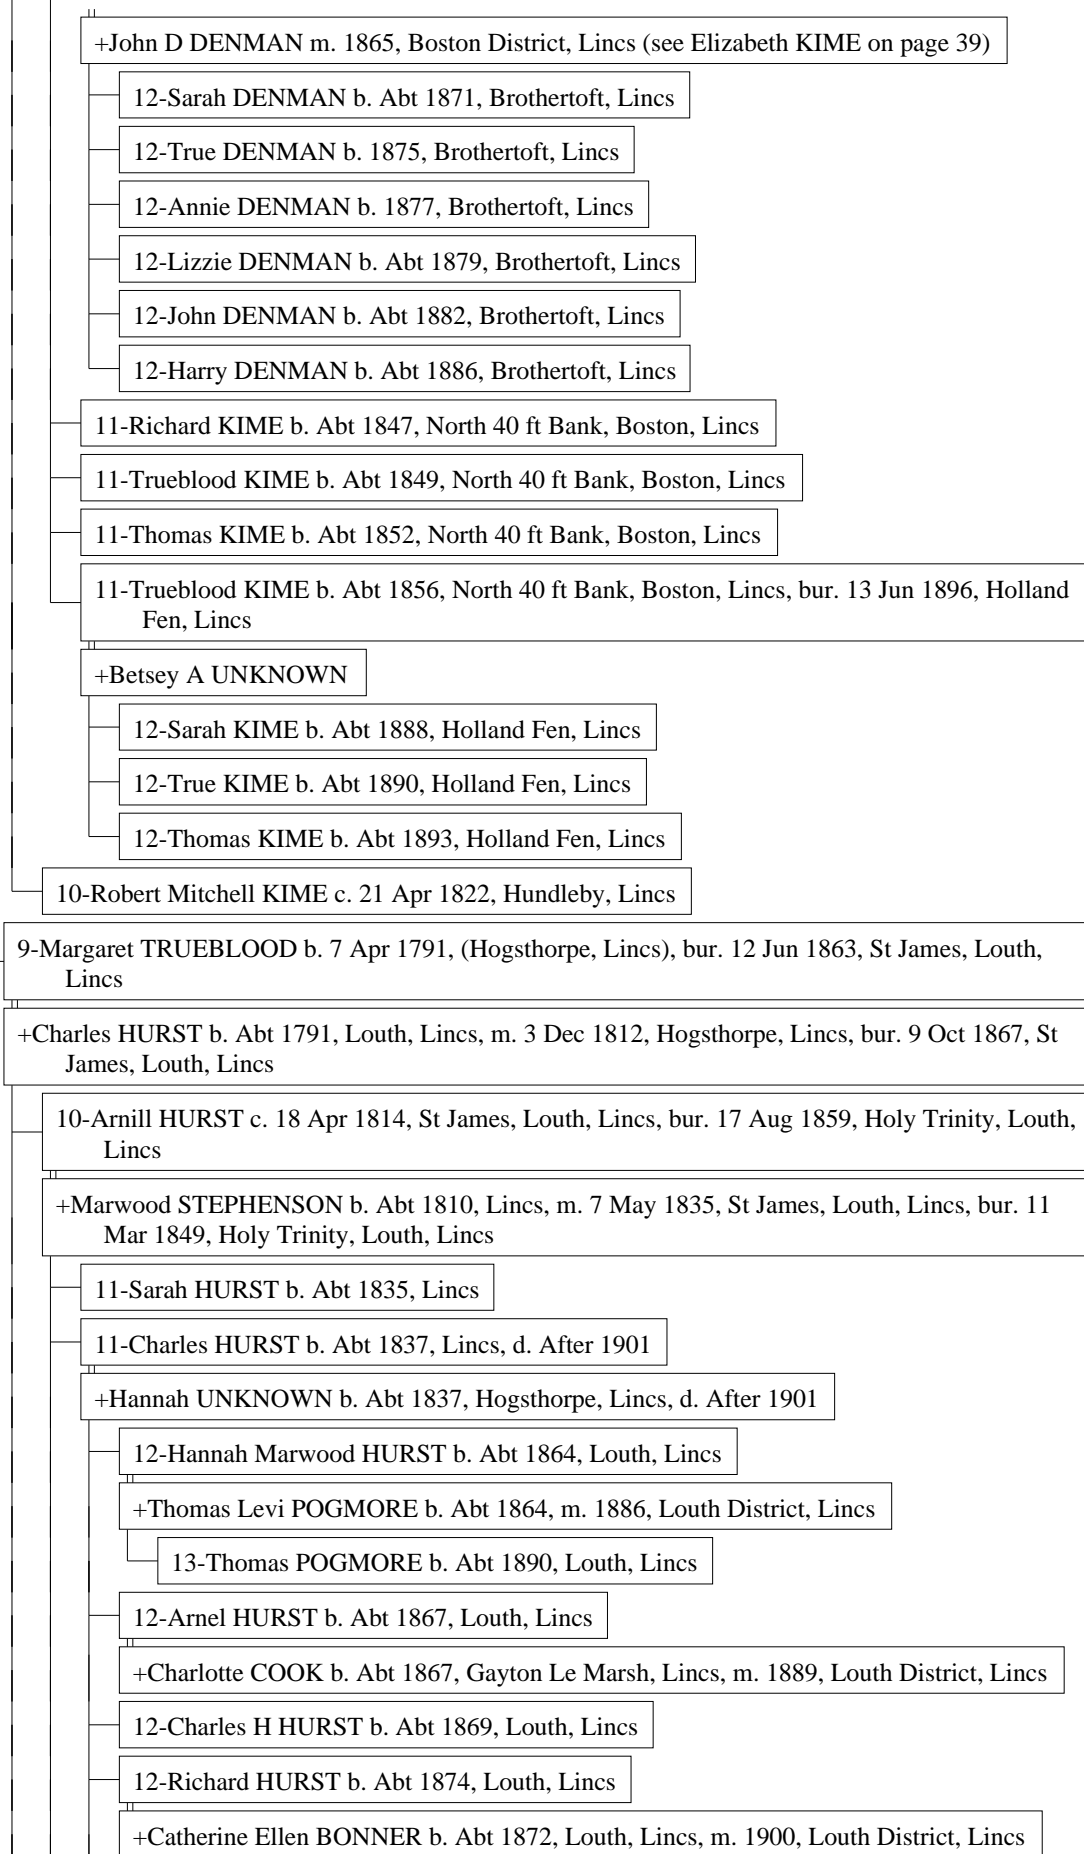 +John D DENMAN m. 1865, Boston District, Lincs (see Elizabeth KIME on page 39)
12-Sarah DENMAN b. Abt 1871, Brothertoft, Lincs
12-True DENMAN b. 1875, Brothertoft, Lincs
12-Annie DENMAN b. 1877, Brothertoft, Lincs
12-Lizzie DENMAN b. Abt 1879, Brothertoft, Lincs
12-John DENMAN b. Abt 1882, Brothertoft, Lincs
12-Harry DENMAN b. Abt 1886, Brothertoft, Lincs
11-Richard KIME b. Abt 1847, North 40 ft Bank, Boston, Lincs
11-Trueblood KIME b. Abt 1849, North 40 ft Bank, Boston, Lincs
11-Thomas KIME b. Abt 1852, North 40 ft Bank, Boston, Lincs
11-Trueblood KIME b. Abt 1856, North 40 ft Bank, Boston, Lincs, bur. 13 Jun 1896, Holland
Fen, Lincs
+Betsey A UNKNOWN
12-Sarah KIME b. Abt 1888, Holland Fen, Lincs
12-True KIME b. Abt 1890, Holland Fen, Lincs
12-Thomas KIME b. Abt 1893, Holland Fen, Lincs
10-Robert Mitchell KIME c. 21 Apr 1822, Hundleby, Lincs
9-Margaret TRUEBLOOD b. 7 Apr 1791, (Hogsthorpe, Lincs), bur. 12 Jun 1863, St James, Louth,
Lincs
+Charles HURST b. Abt 1791, Louth, Lincs, m. 3 Dec 1812, Hogsthorpe, Lincs, bur. 9 Oct 1867, St
James, Louth, Lincs
10-Arnill HURST c. 18 Apr 1814, St James, Louth, Lincs, bur. 17 Aug 1859, Holy Trinity, Louth,
Lincs
+Marwood STEPHENSON b. Abt 1810, Lincs, m. 7 May 1835, St James, Louth, Lincs, bur. 11
Mar 1849, Holy Trinity, Louth, Lincs
11-Sarah HURST b. Abt 1835, Lincs
11-Charles HURST b. Abt 1837, Lincs, d. After 1901
+Hannah UNKNOWN b. Abt 1837, Hogsthorpe, Lincs, d. After 1901
12-Hannah Marwood HURST b. Abt 1864, Louth, Lincs
+Thomas Levi POGMORE b. Abt 1864, m. 1886, Louth District, Lincs
13-Thomas POGMORE b. Abt 1890, Louth, Lincs
12-Arnel HURST b. Abt 1867, Louth, Lincs
+Charlotte COOK b. Abt 1867, Gayton Le Marsh, Lincs, m. 1889, Louth District, Lincs
12-Charles H HURST b. Abt 1869, Louth, Lincs
12-Richard HURST b. Abt 1874, Louth, Lincs
+Catherine Ellen BONNER b. Abt 1872, Louth, Lincs, m. 1900, Louth District, Lincs